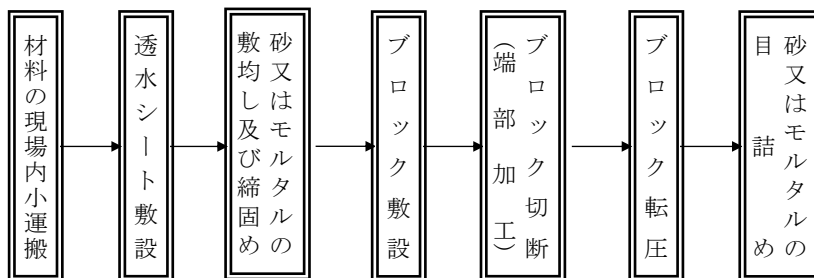 材料の現場内小運搬
透水シート敷設
砂又はモルタルの
敷均し及び締固め
ブロック敷設
ブロック切断
(端部加工)
ブロック転圧
砂又はモルタルの
目詰め